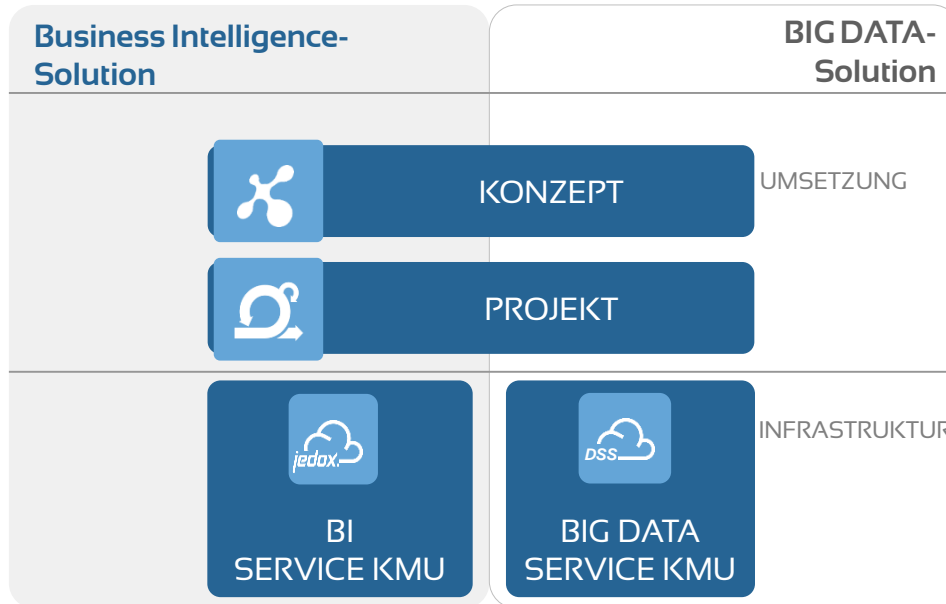 Business Intelligence-
Solution
BIG DATA-
Solution
KONZEPT
UMSETZUNG
PROJEKT
INFRASTRUKTUR
jedox.
BI
SERVICE KMU
DSS
BIG DATA
SERVICE KMU